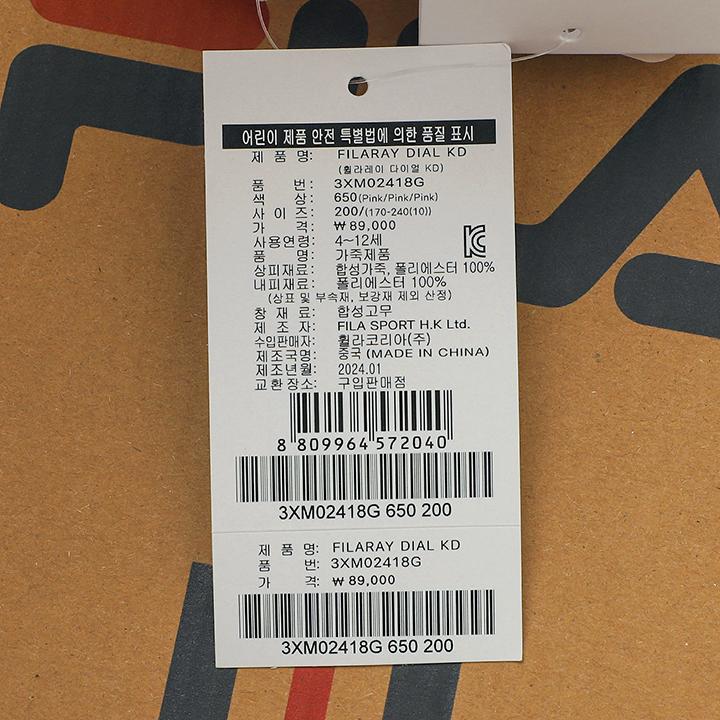 어린이 제품 안전 특별법에 의한 품질 표시
제 품 명: FILARAY DIAL KD
(휠라레이 다이얼 KD)
품 번: 3XM02418G
색 상: 650(Pink/Pink/Pink)
사 이 즈: 200/(170-240(10))
가 격: ₩ 89,000
사용연령: 4~12세
품 명: 가죽제품
상피재료: 합성가죽, 폴리에스터 100%
내피재료: 폴리에스터 100%
(상표 및 부속재, 보강재 제외 산정)
창 재 료: 합성고무
제 조 자: FILA SPORT H.K Ltd.
수입판매자: 휠라코리아(주)
제조국명: 중국 (MADE IN CHINA)
제조년월: 2024.01
교환장소: 구입판매점
8 809964 572040
3XM02418G 650 200
제 품 명: FILARAY DIAL KD
품 번: 3XM02418G
가 격: ₩ 89,000
3XM02418G 650 200